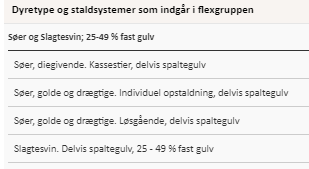 Dyretype og staldsystemer som indgår i flexgruppen
Søer og Slagtesvin; 25-49 % fast gulv
Søer, diegivende. Kassestier, delvis spaltegulv
Søer, golde og drægtige. Individuel opstaldning, delvis spaltegulv
Søer, golde og drægtige. Løsgående, delvis spaltegulv
Slagtesvin. Delvis spaltegulv, 25 - 49 % fast gulv